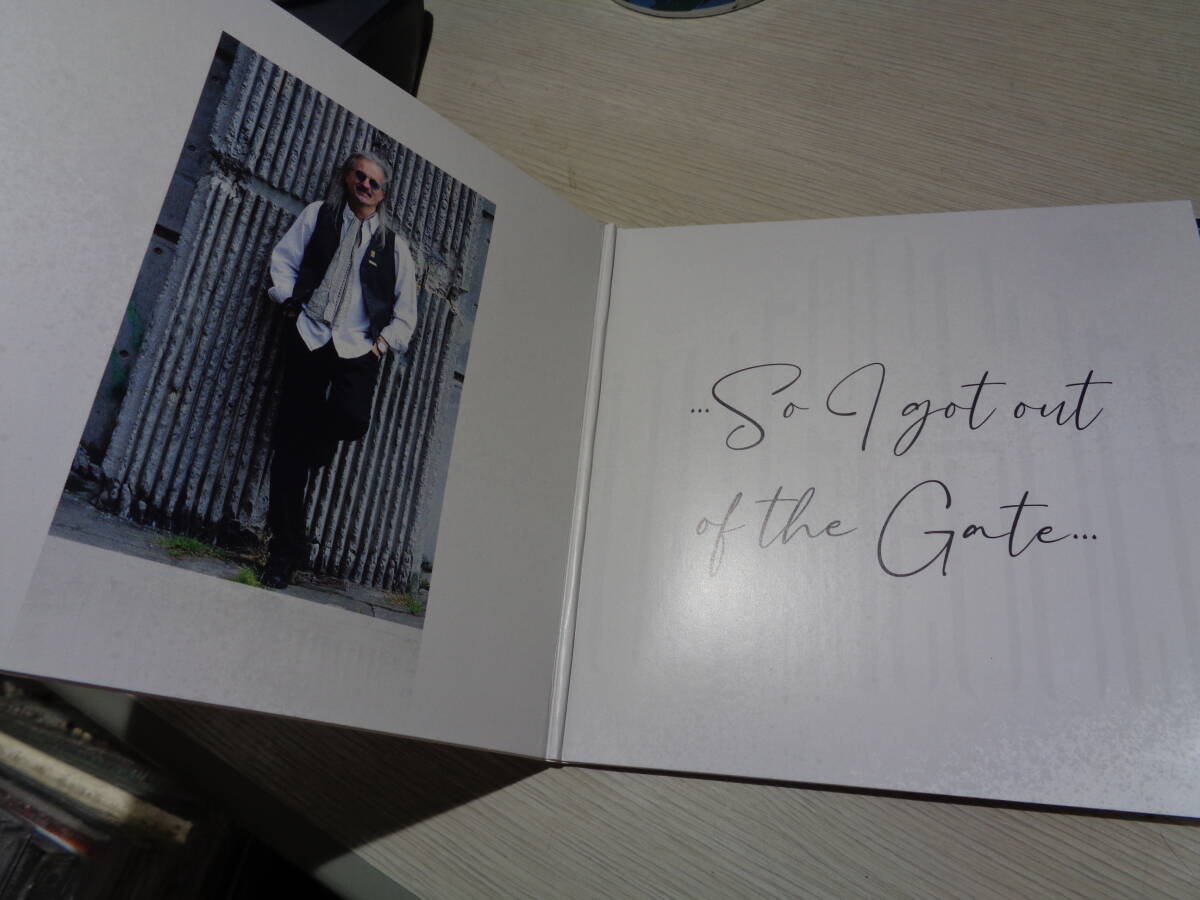 ...So I got out
of the Gate...